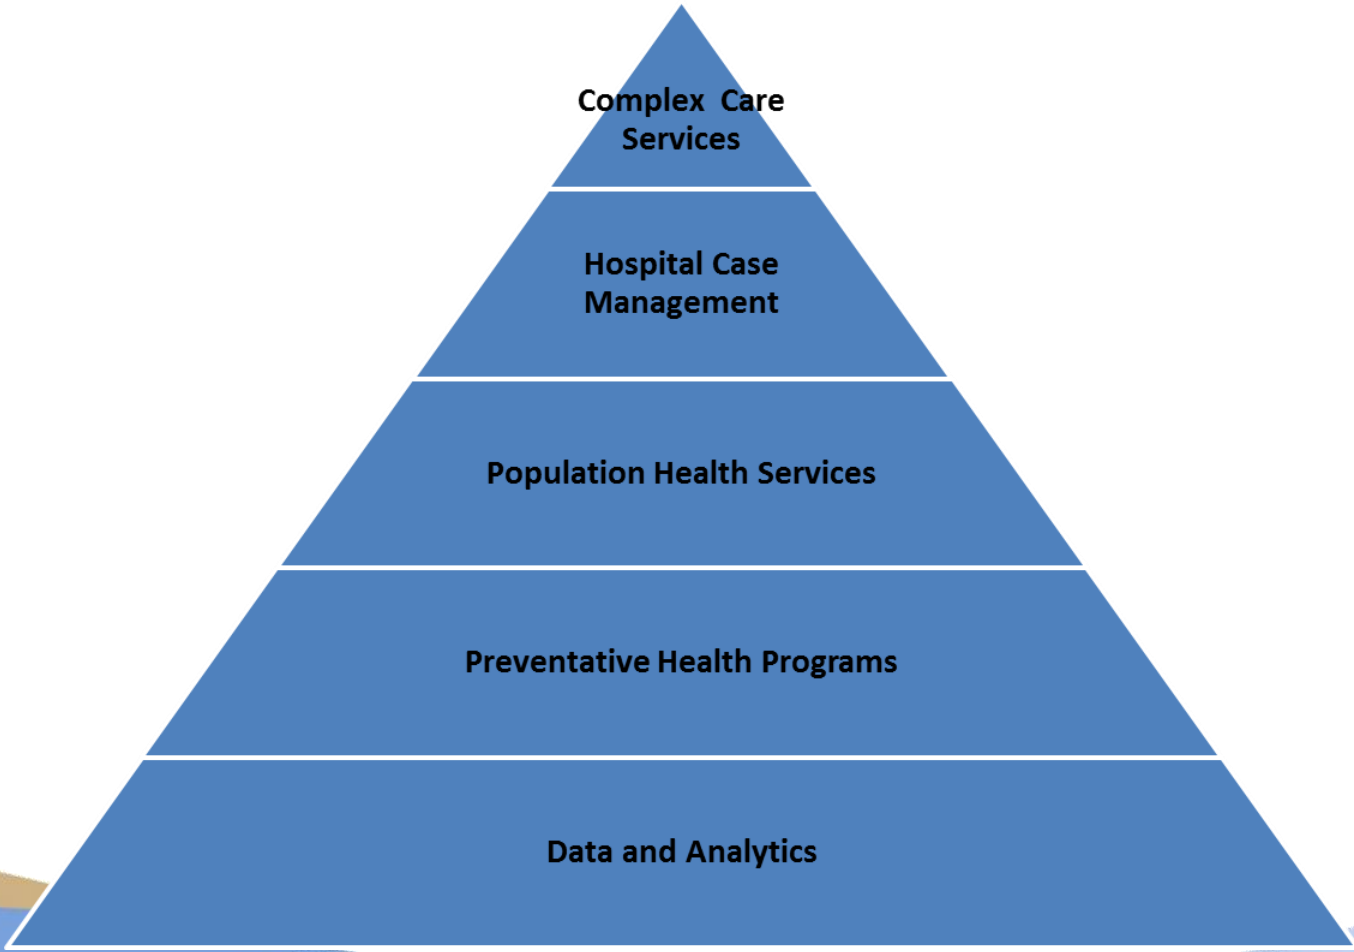 Complex  Care
Services
Hospital Case
Management
Population Health Services
Preventative Health Programs
Data and Analytics